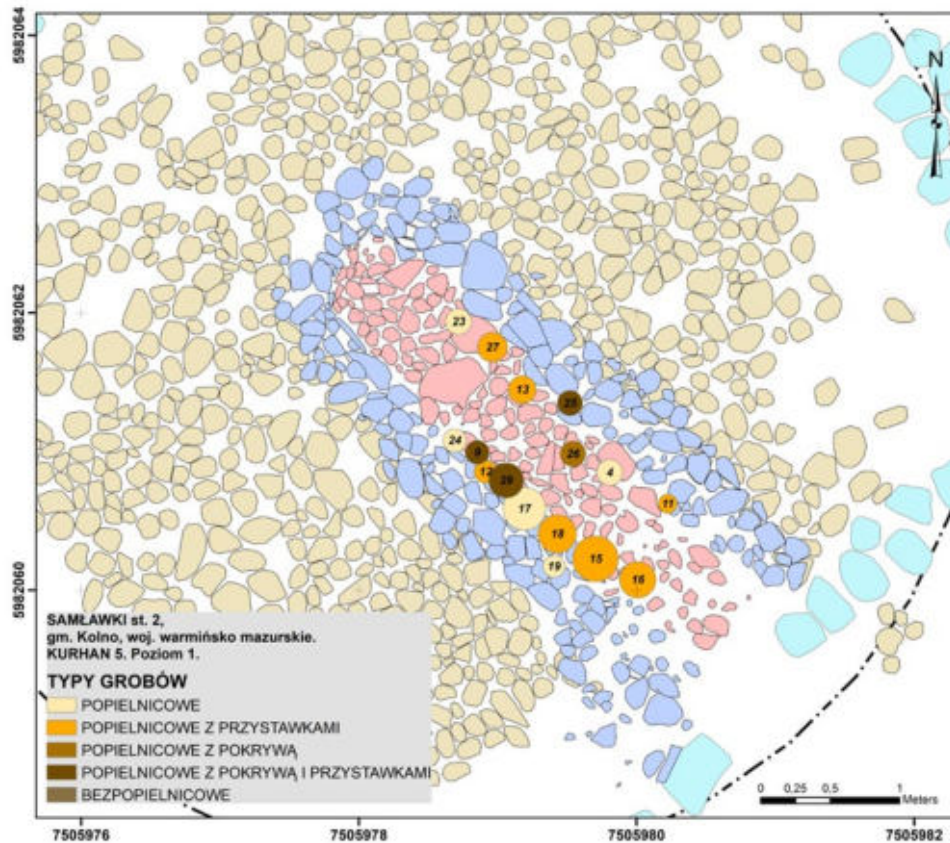 5982064
N
5982062
23
27
13
25
24
9
26
4
12
29
11
17
18
15
19
16
5982060
SAMŁAWKI st. 2,
gm. Kolno, woj. warmińsko mazurskie.
KURHAN 5. Poziom 1.
TYPY GROBÓW
POPIELNICOWE
POPIELNICOWE Z PRZYSTAWKAMI
POPIELNICOWE Z POKRYWĄ
POPIELNICOWE Z POKRYWĄ I PRZYSTAWKAMI
BEZPOPIELNICOWE
0 0,25 0,5 1
Meters
7505976 7505978 7505980 7505982